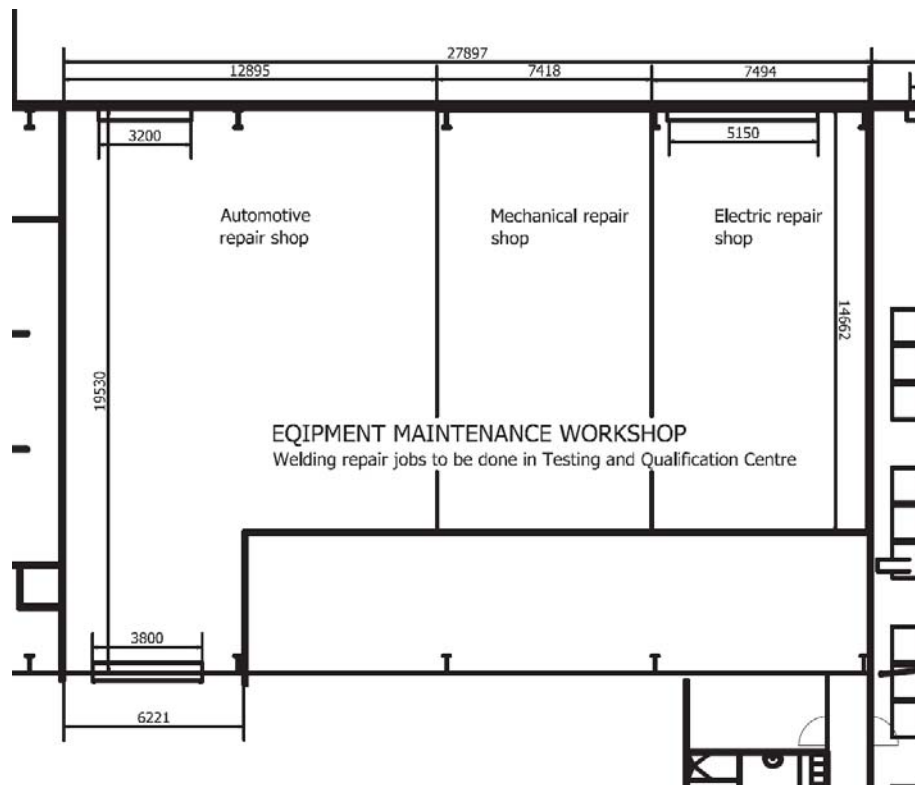 27897
12895
7418
7494
3200
5150
Automotive
repair shop
Mechanical repair
shop
Electric repair
shop
14662
19530
EQIPMENT MAINTENANCE WORKSHOP
Welding repair jobs to be done in Testing and Qualification Centre
3800
6221